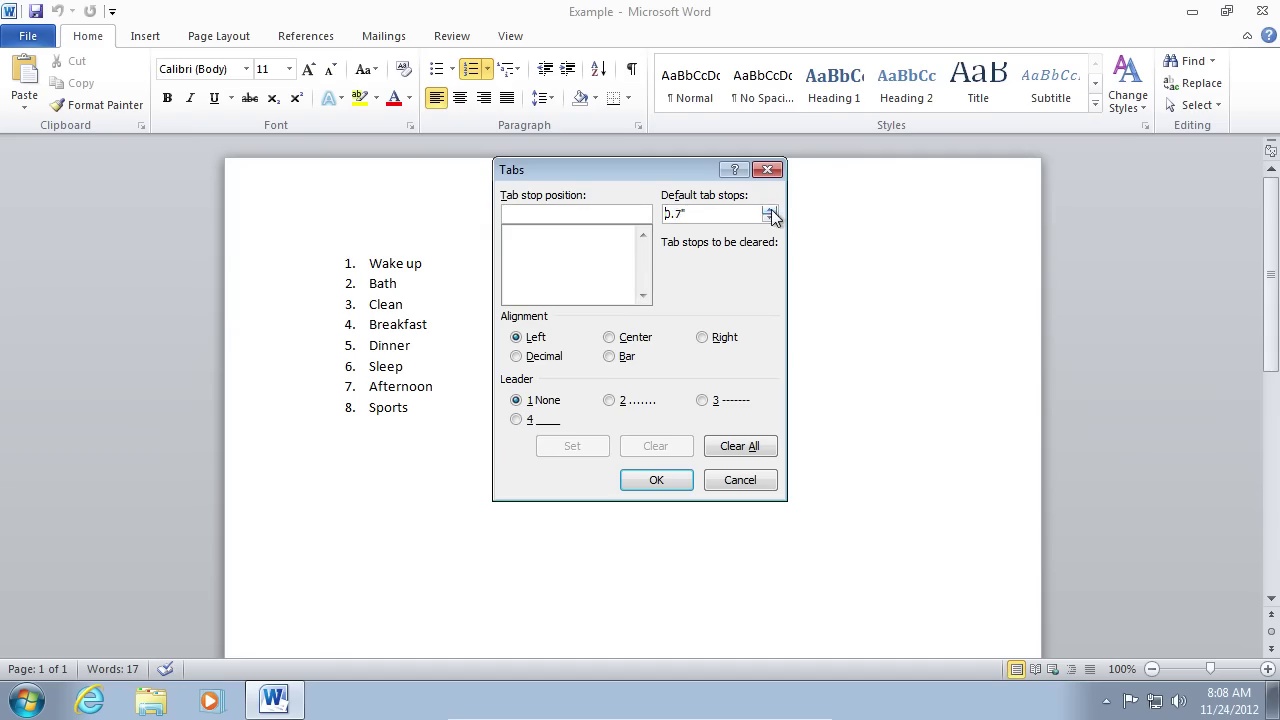 Example - Microsoft Word
File Home Insert Page Layout References Mailings Review View
Paste
Cut
Copy
Format Painter
Clipboard
Calibri (Body) 11
Aa
B I U abc x₂ x²
A ab A
Font
A Z
Paragraph
AaBbCcDc AaBbCcDc AaBbC AaBbCc AaB AaBbCc.
¶ Normal ¶ No Spaci... Heading 1 Heading 2 Title Subtitle
Change Styles
Styles
Find
Replace
Select
Editing
Tabs
Tab stop position:
Default tab stops:
0.7"
Tab stops to be cleared:
Alignment
Left Center Right
Decimal Bar
Leader
1 None 2 ....... 3 -------
4 ____
Set Clear Clear All
OK Cancel
1. Wake up
2. Bath
3. Clean
4. Breakfast
5. Dinner
6. Sleep
7. Afternoon
8. Sports
Page: 1 of 1 Words: 17
100%
8:08 AM
11/24/2012